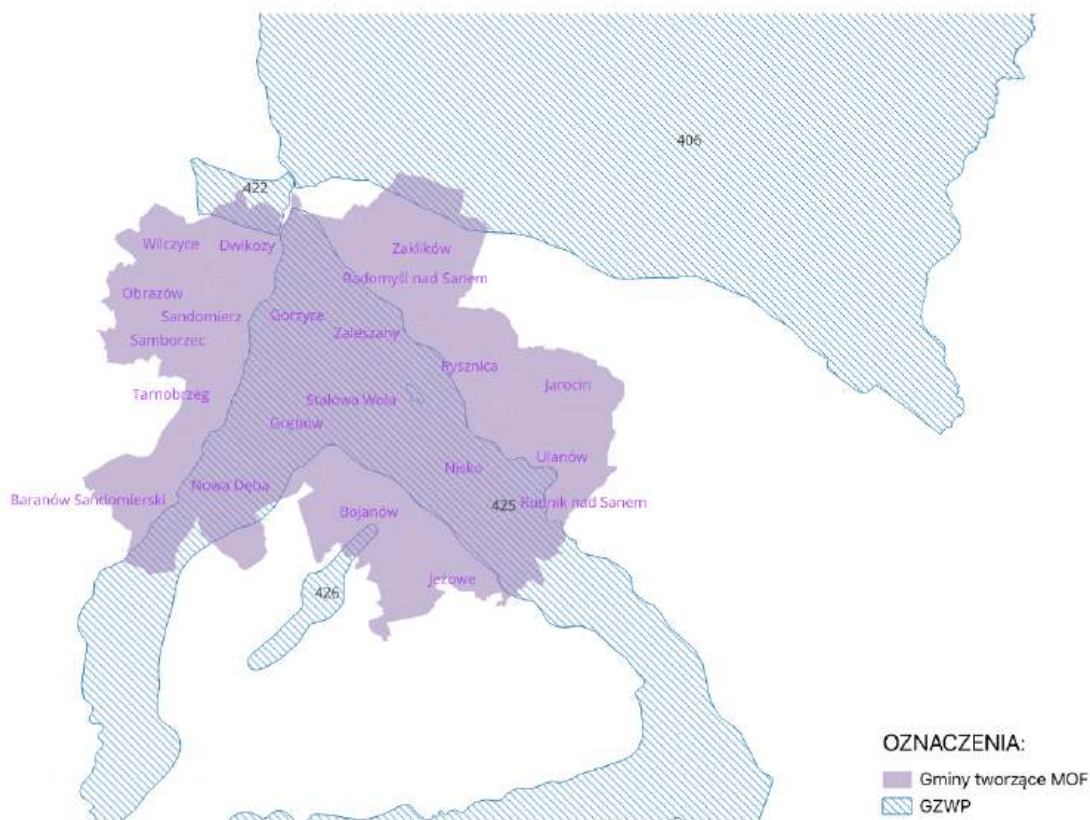 406
422
Wilczyce
Dwikozy
Zaklików
Radomyśl nad Sanem
Obrazów
Sandomierz
Gorzyce
Zaleszany
Samborzec
Pysznica
Jarocin
Tarnobrzeg
Stalowa Wola
Grębów
Ulanów
Nisko
Nowa Dęba
Baranów Sandomierski
425
Rudnik nad Sanem
Bojanów
Jeżowe
426
OZNACZENIA:
Gminy tworzące MOF
GZWP